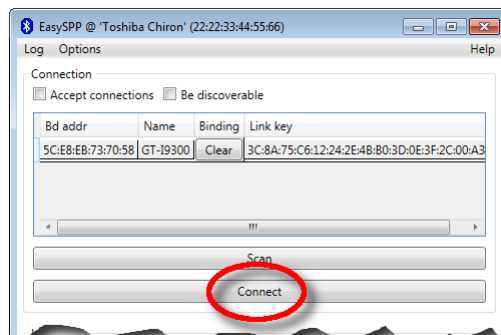 EasySPP @ 'Toshiba Chiron' (22:22:33:44:55:66)
Log Options Help
Connection
Accept connections Be discoverable
Bd addr Name Binding Link key
5C:E8:EB:73:70:58 GT-I9300 Clear 3C:8A:75:C6:12:24:2E:4B:B0:3D:0E:3F:2C:00:A3
Scan
Connect